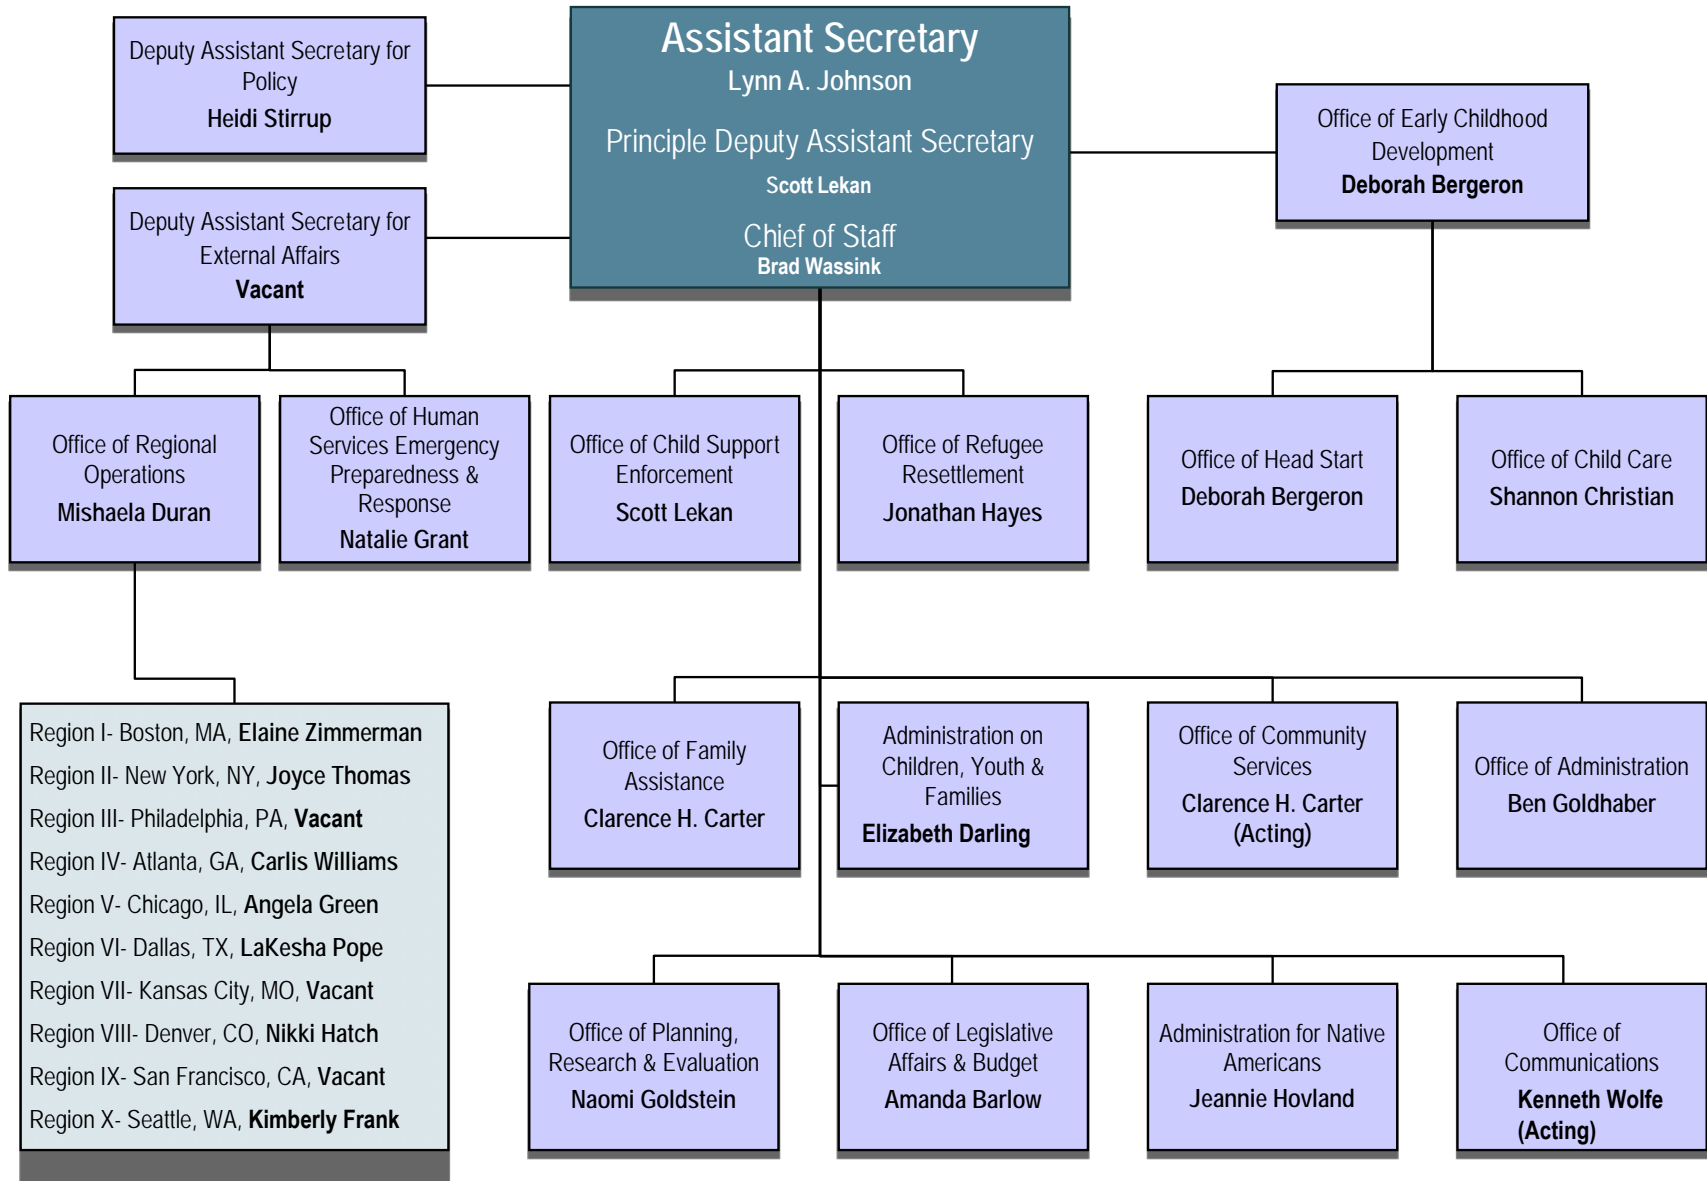 Assistant Secretary
Lynn A. Johnson
Principle Deputy Assistant Secretary
Scott Lekan
Chief of Staff
Brad Wassink
Deputy Assistant Secretary for
Policy
Heidi Stirrup
Deputy Assistant Secretary for
External Affairs
Vacant
Office of Early Childhood
Development
Deborah Bergeron
Office of Regional
Operations
Mishaela Duran
Office of Human
Services Emergency
Preparedness &
Response
Natalie Grant
Office of Child Support
Enforcement
Scott Lekan
Office of Refugee
Resettlement
Jonathan Hayes
Office of Head Start
Deborah Bergeron
Office of Child Care
Shannon Christian
Region I- Boston, MA, Elaine Zimmerman
Region II- New York, NY, Joyce Thomas
Region III- Philadelphia, PA, Vacant
Region IV- Atlanta, GA, Carlis Williams
Region V- Chicago, IL, Angela Green
Region VI- Dallas, TX, LaKesha Pope
Region VII- Kansas City, MO, Vacant
Region VIII- Denver, CO, Nikki Hatch
Region IX- San Francisco, CA, Vacant
Region X- Seattle, WA, Kimberly Frank
Office of Family
Assistance
Clarence H. Carter
Administration on
Children, Youth &
Families
Elizabeth Darling
Office of Community
Services
Clarence H. Carter
(Acting)
Office of Administration
Ben Goldhaber
Office of Planning,
Research & Evaluation
Naomi Goldstein
Office of Legislative
Affairs & Budget
Amanda Barlow
Administration for Native
Americans
Jeannie Hovland
Office of
Communications
Kenneth Wolfe
(Acting)